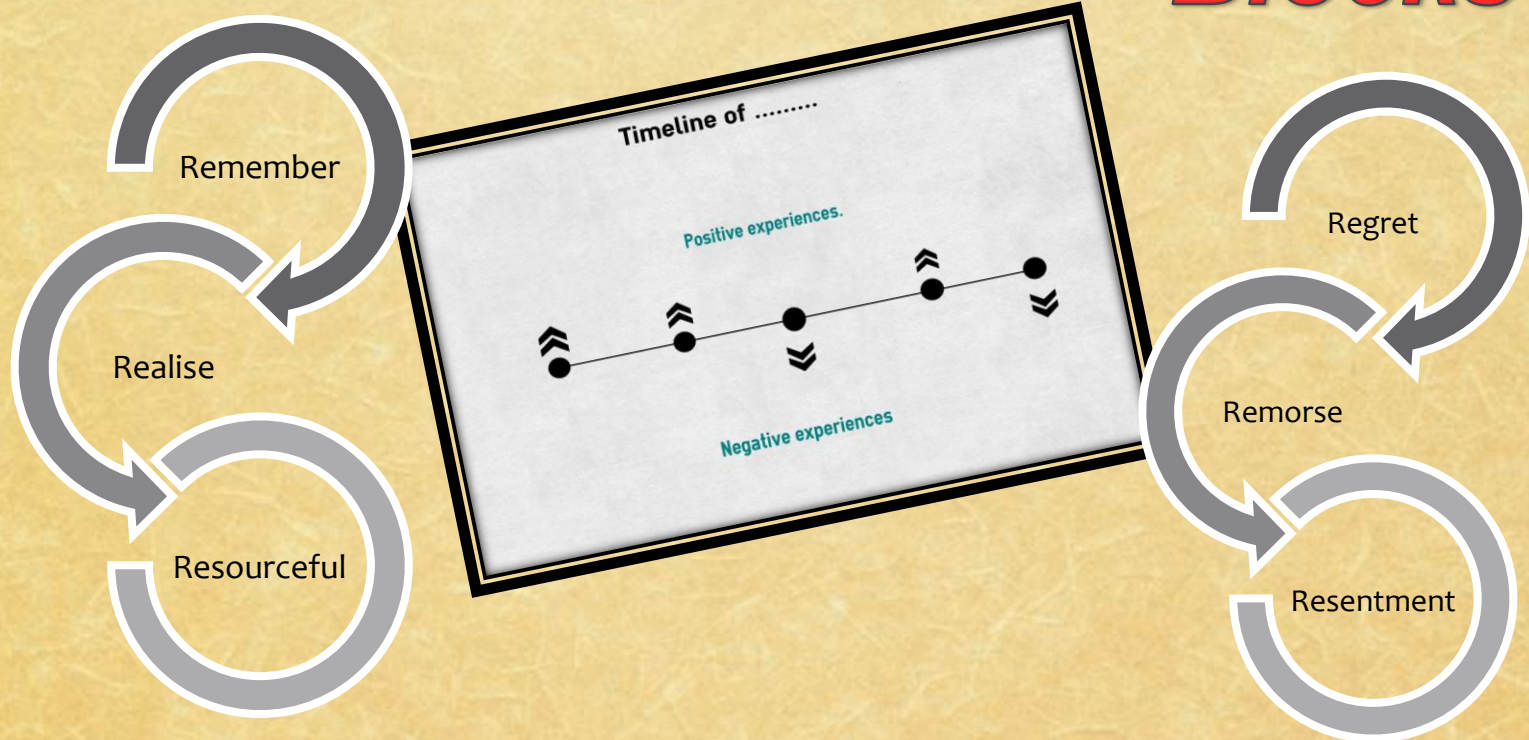 Remember
Realise
Resourceful
Timeline of .........
Positive experiences.
Negative experiences
Regret
Remorse
Resentment